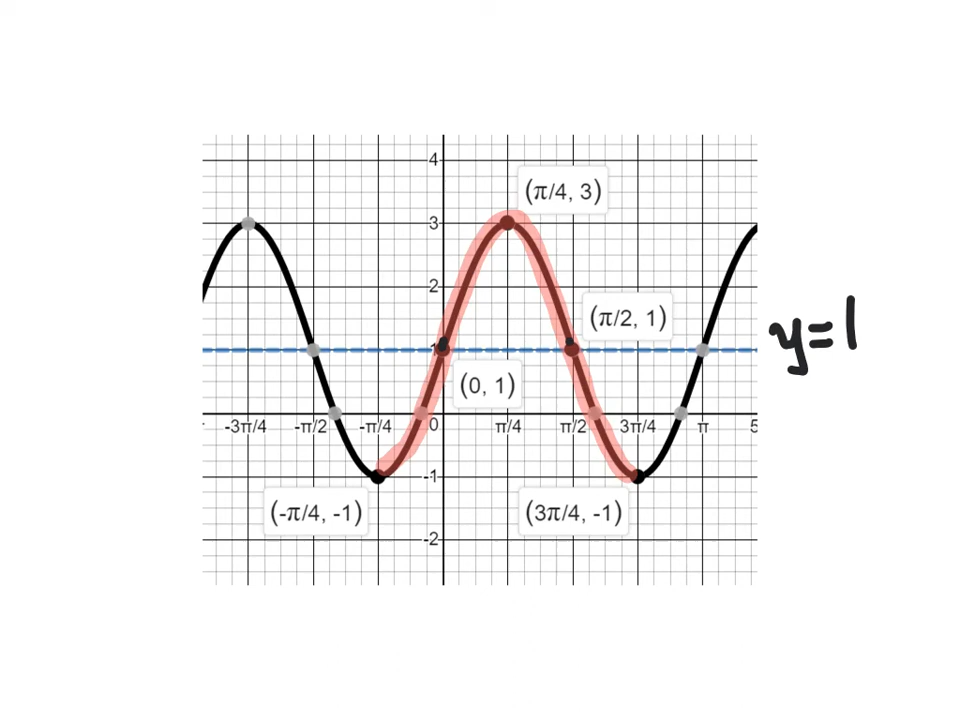 4
(π/4, 3)
3
2
(π/2, 1)
y=1
1
(0, 1)
-3π/4 -π/2 -π/4 0 π/4 π/2 3π/4 π 5
-1
(-π/4, -1) (3π/4, -1)
-2